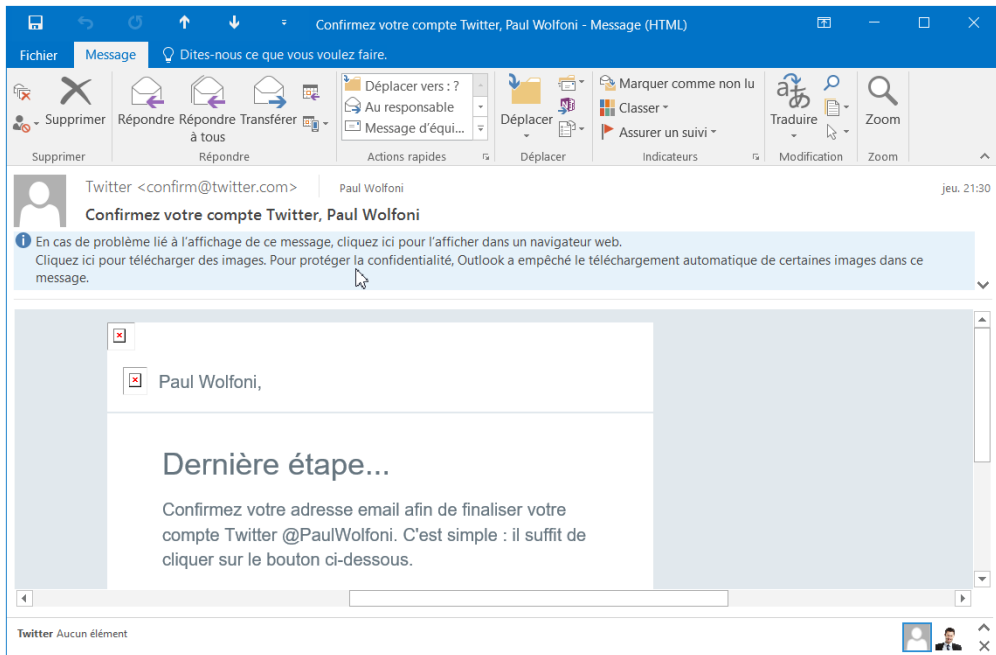 Confirmez votre compte Twitter, Paul Wolfoni - Message (HTML)
Fichier
Message
Dites-nous ce que vous voulez faire.
Supprimer
Répondre
Répondre à tous
Transférer
Déplacer vers : ?
Au responsable
Message d'équi...
Déplacer
Marquer comme non lu
Classer
Assurer un suivi
Traduire
Zoom
Supprimer
Répondre
Actions rapides
Déplacer
Indicateurs
Modification
Zoom
Twitter <confirm@twitter.com>
Paul Wolfoni
jeu. 21:30
Confirmez votre compte Twitter, Paul Wolfoni
En cas de problème lié à l'affichage de ce message, cliquez ici pour l'afficher dans un navigateur web.
Cliquez ici pour télécharger des images. Pour protéger la confidentialité, Outlook a empêché le téléchargement automatique de certaines images dans ce
message.
Paul Wolfoni,
Dernière étape...
Confirmez votre adresse email afin de finaliser votre
compte Twitter @PaulWolfoni. C'est simple : il suffit de
cliquer sur le bouton ci-dessous.
Twitter Aucun élément